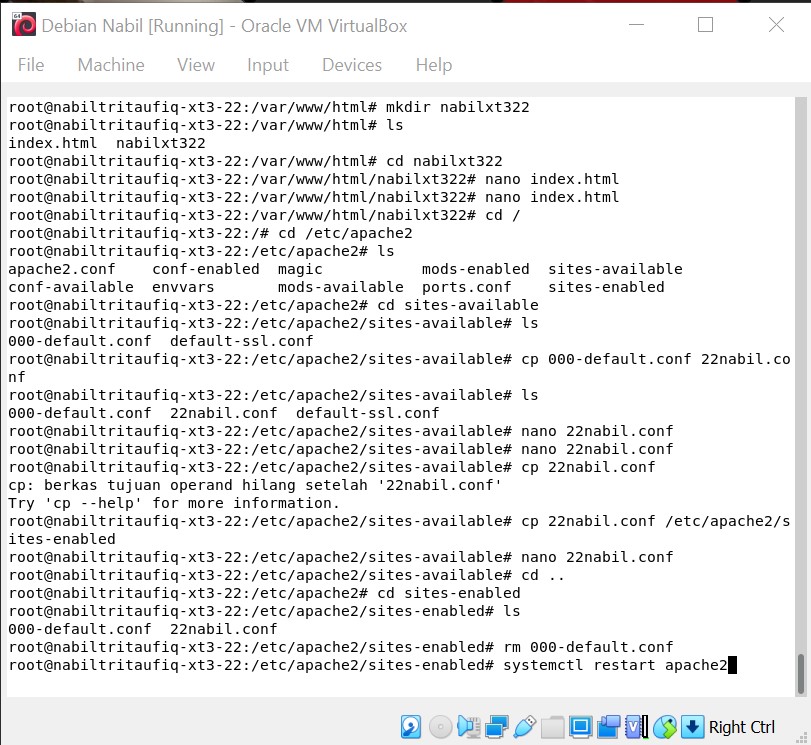 Debian Nabil [Running] - Oracle VM VirtualBox
File Machine View Input Devices Help
root@nabiltritaufiq-xt3-22:/var/www/html# mkdir nabilxt322
root@nabiltritaufiq-xt3-22:/var/www/html# ls
index.html  nabilxt322
root@nabiltritaufiq-xt3-22:/var/www/html# cd nabilxt322
root@nabiltritaufiq-xt3-22:/var/www/html/nabilxt322# nano index.html
root@nabiltritaufiq-xt3-22:/var/www/html/nabilxt322# nano index.html
root@nabiltritaufiq-xt3-22:/var/www/html/nabilxt322# cd /
root@nabiltritaufiq-xt3-22:/# cd /etc/apache2
root@nabiltritaufiq-xt3-22:/etc/apache2# ls
apache2.conf    conf-enabled  magic           mods-enabled  sites-available
conf-available  envvars       mods-available  ports.conf    sites-enabled
root@nabiltritaufiq-xt3-22:/etc/apache2# cd sites-available
root@nabiltritaufiq-xt3-22:/etc/apache2/sites-available# ls
000-default.conf  default-ssl.conf
root@nabiltritaufiq-xt3-22:/etc/apache2/sites-available# cp 000-default.conf 22nabil.co
nf
root@nabiltritaufiq-xt3-22:/etc/apache2/sites-available# ls
000-default.conf  22nabil.conf  default-ssl.conf
root@nabiltritaufiq-xt3-22:/etc/apache2/sites-available# nano 22nabil.conf
root@nabiltritaufiq-xt3-22:/etc/apache2/sites-available# nano 22nabil.conf
root@nabiltritaufiq-xt3-22:/etc/apache2/sites-available# cp 22nabil.conf
cp: berkas tujuan operand hilang setelah '22nabil.conf'
Try 'cp --help' for more information.
root@nabiltritaufiq-xt3-22:/etc/apache2/sites-available# cp 22nabil.conf /etc/apache2/s
ites-enabled
root@nabiltritaufiq-xt3-22:/etc/apache2/sites-available# nano 22nabil.conf
root@nabiltritaufiq-xt3-22:/etc/apache2/sites-available# cd ..
root@nabiltritaufiq-xt3-22:/etc/apache2# cd sites-enabled
root@nabiltritaufiq-xt3-22:/etc/apache2/sites-enabled# ls
000-default.conf  22nabil.conf
root@nabiltritaufiq-xt3-22:/etc/apache2/sites-enabled# rm 000-default.conf
root@nabiltritaufiq-xt3-22:/etc/apache2/sites-enabled# systemctl restart apache2
Right Ctrl